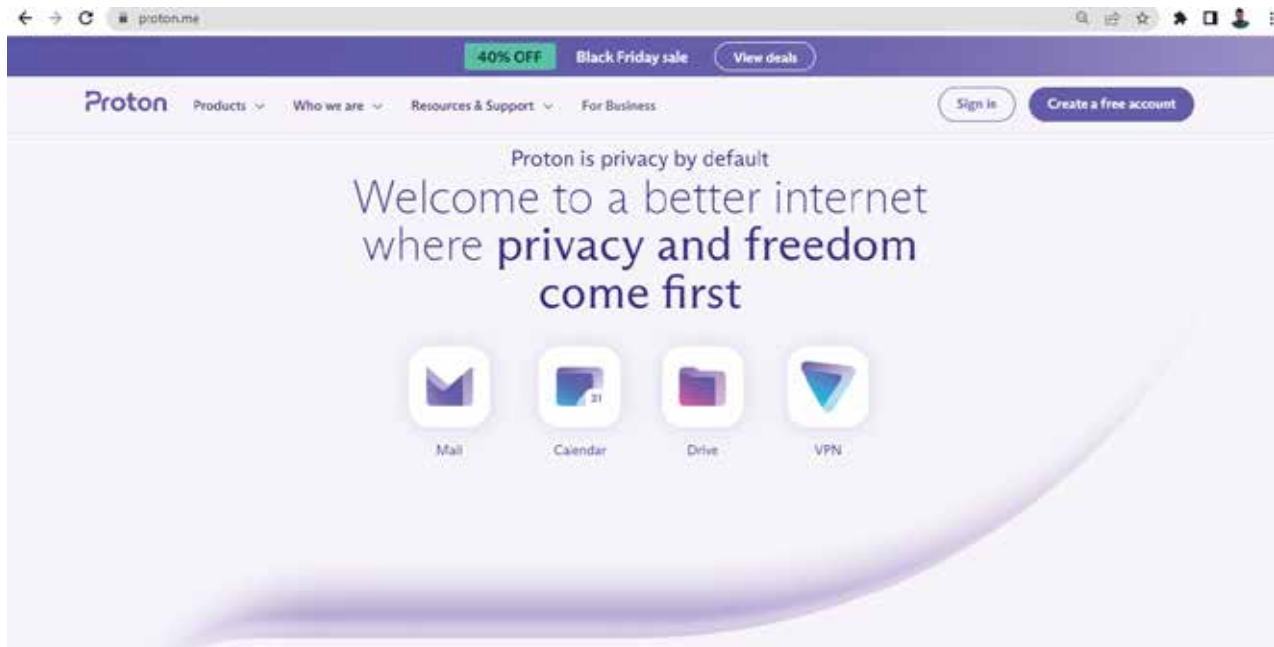 proton.me
40% OFF Black Friday sale View deals
Proton Products Who we are Resources & Support For Business Sign in Create a free account
Proton is privacy by default
Welcome to a better internet
where privacy and freedom
come first
31
Mail Calendar Drive VPN